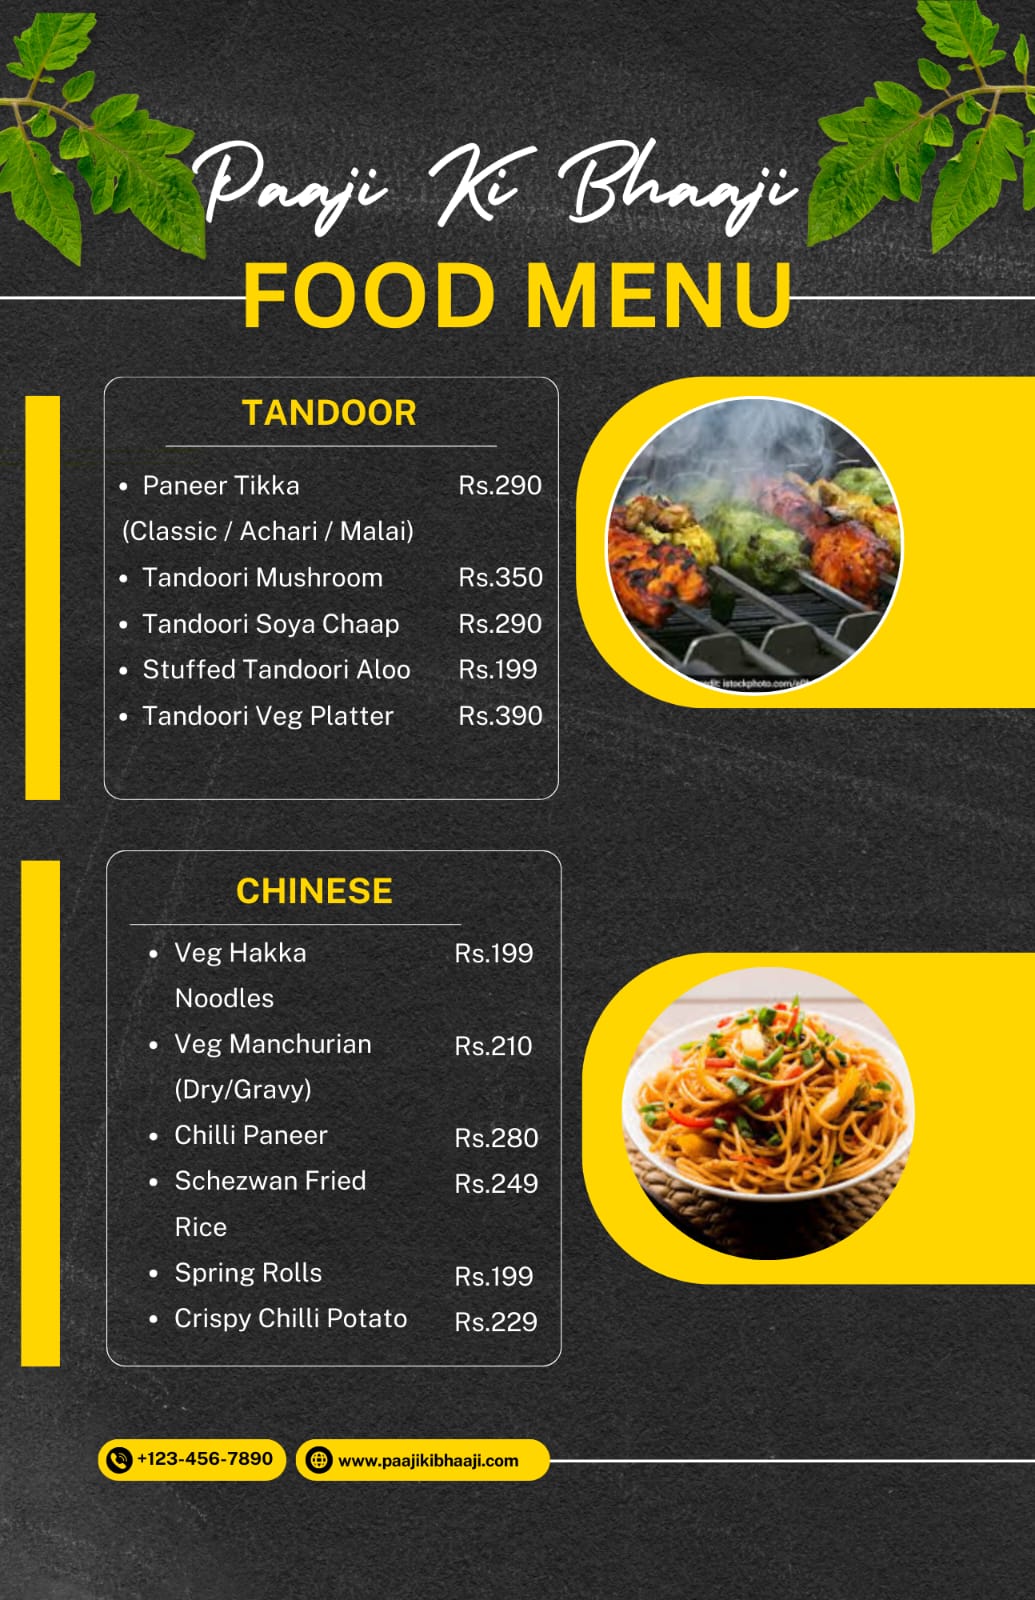 Paaji Ki Bhaaji
FOOD MENU
TANDOOR
• Paneer Tikka Rs.290
(Classic / Achari / Malai)
• Tandoori Mushroom Rs.350
• Tandoori Soya Chaap Rs.290
• Stuffed Tandoori Aloo Rs.199
• Tandoori Veg Platter Rs.390
istockphoto.com
CHINESE
• Veg Hakka Rs.199
Noodles
• Veg Manchurian Rs.210
(Dry/Gravy)
• Chilli Paneer Rs.280
• Schezwan Fried Rs.249
Rice
• Spring Rolls Rs.199
• Crispy Chilli Potato Rs.229
+123-456-7890
www.paajikibhaaji.com